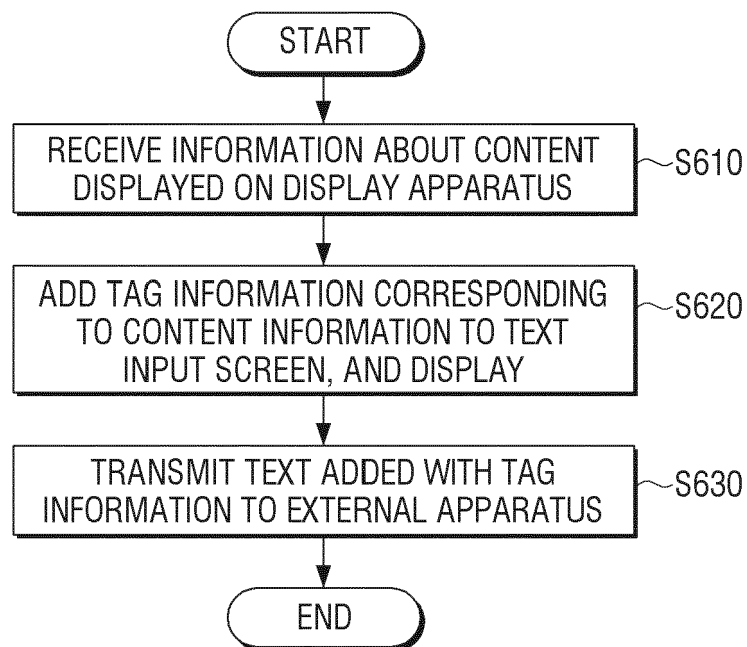 START
RECEIVE INFORMATION ABOUT CONTENT
DISPLAYED ON DISPLAY APPARATUS
S610
ADD TAG INFORMATION CORRESPONDING
TO CONTENT INFORMATION TO TEXT
INPUT SCREEN, AND DISPLAY
S620
TRANSMIT TEXT ADDED WITH TAG
INFORMATION TO EXTERNAL APPARATUS
S630
END